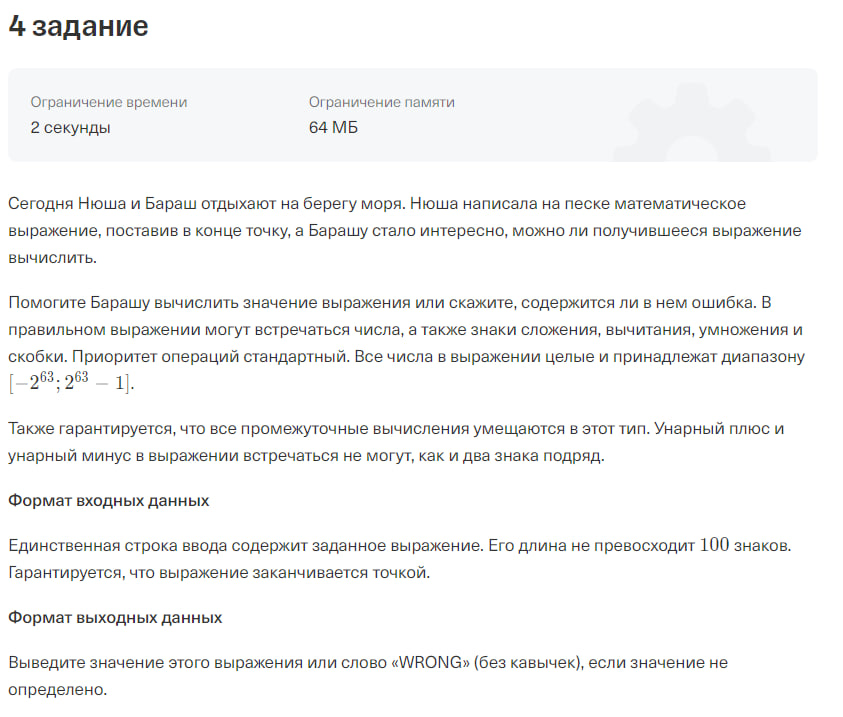 4 задание
Ограничение времени
Ограничение памяти
2 секунды
64 МБ
Сегодня Нюша и Бараш отдыхают на берегу моря. Нюша написала на песке математическое
выражение, поставив в конце точку, а Барашу стало интересно, можно ли получившееся выражение
вычислить.
Помогите Барашу вычислить значение выражения или скажите, содержится ли в нем ошибка. В
правильном выражении могут встречаться числа, а также знаки сложения, вычитания, умножения и
скобки. Приоритет операций стандартный. Все числа в выражении целые и принадлежат диапазону
[−2⁶³; 2⁶³ − 1].
Также гарантируется, что все промежуточные вычисления умещаются в этот тип. Унарный плюс и
унарный минус в выражении встречаться не могут, как и два знака подряд.
Формат входных данных
Единственная строка ввода содержит заданное выражение. Его длина не превосходит 100 знаков.
Гарантируется, что выражение заканчивается точкой.
Формат выходных данных
Выведите значение этого выражения или слово «WRONG» (без кавычек), если значение не
определено.